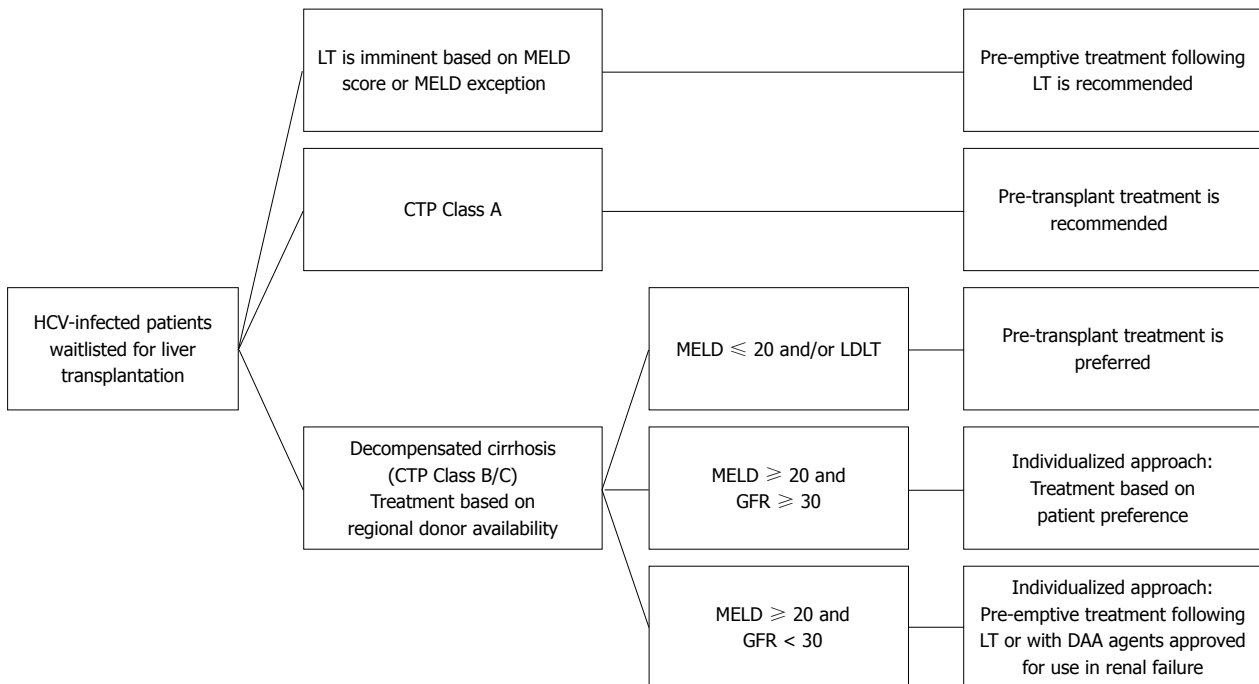 LT is imminent based on MELD
score or MELD exception
Pre-emptive treatment following
LT is recommended
CTP Class A
Pre-transplant treatment is
recommended
HCV-infected patients
waitlisted for liver
transplantation
MELD ⩽ 20 and/or LDLT
Pre-transplant treatment is
preferred
Decompensated cirrhosis
(CTP Class B/C)
Treatment based on
regional donor availability
MELD ⩾ 20 and
GFR ⩾ 30
Individualized approach:
Treatment based on
patient preference
MELD ⩾ 20 and
GFR < 30
Individualized approach:
Pre-emptive treatment following
LT or with DAA agents approved
for use in renal failure